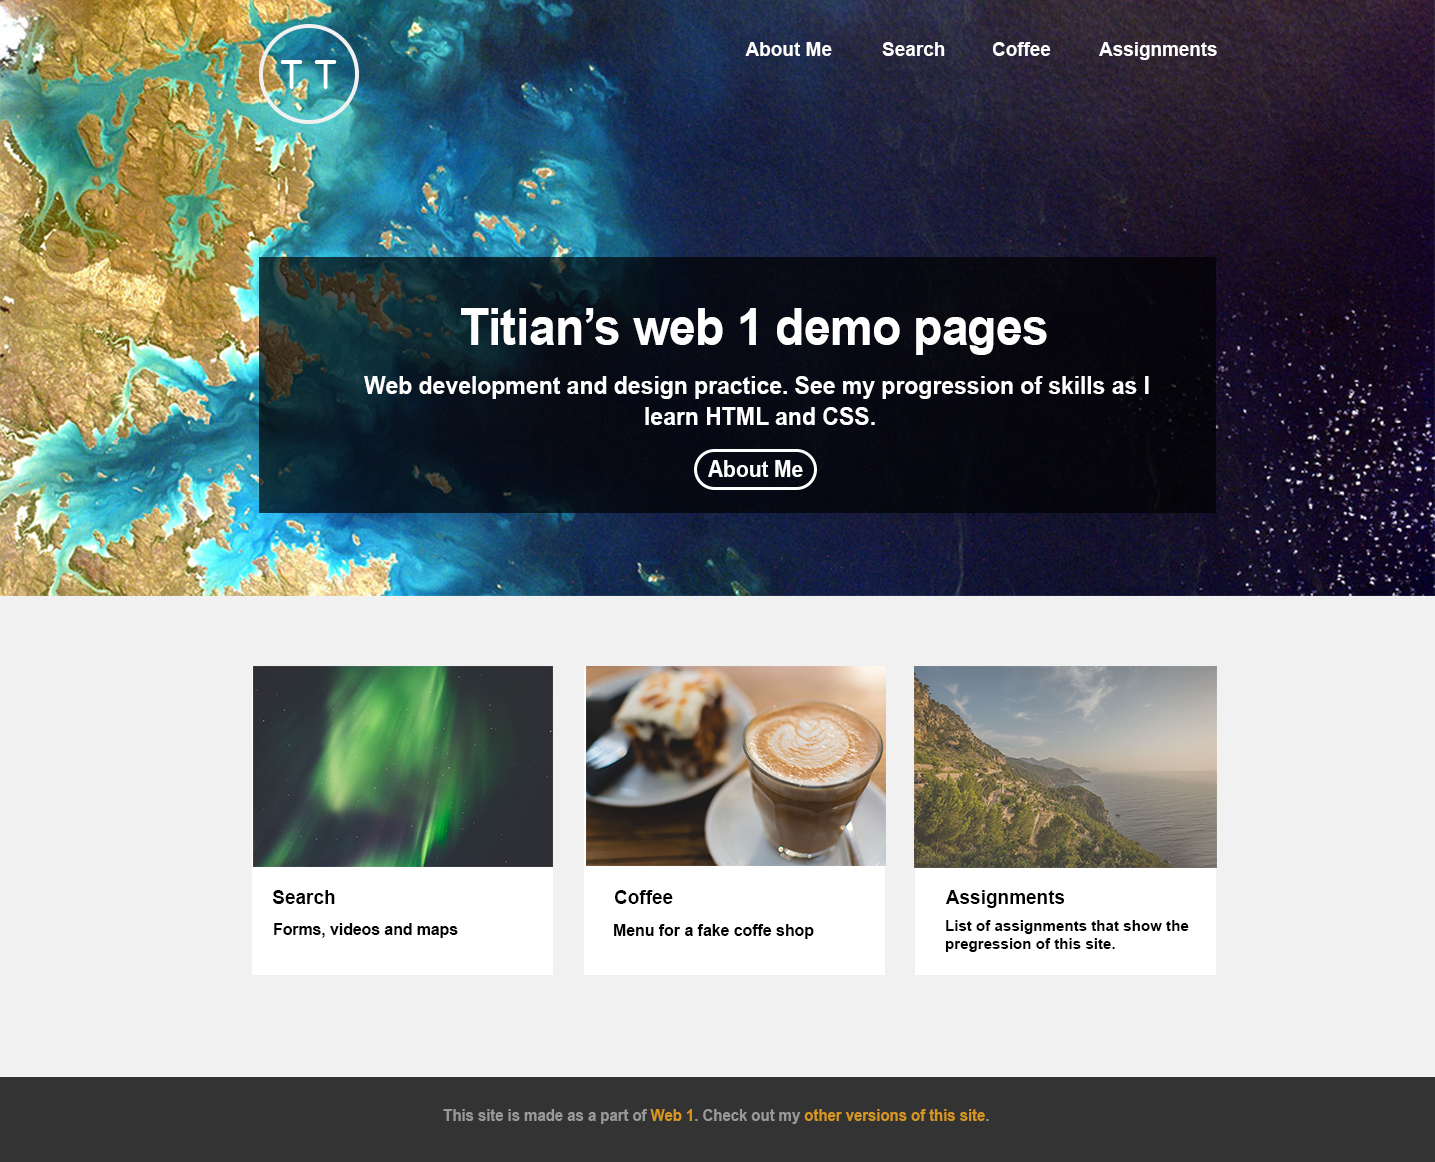 TT
About Me
Search
Coffee
Assignments
Titian’s web 1 demo pages
Web development and design practice. See my progression of skills as I
learn HTML and CSS.
About Me
Search
Forms, videos and maps
Coffee
Menu for a fake coffe shop
Assignments
List of assignments that show the
pregression of this site.
This site is made as a part of Web 1. Check out my other versions of this site.